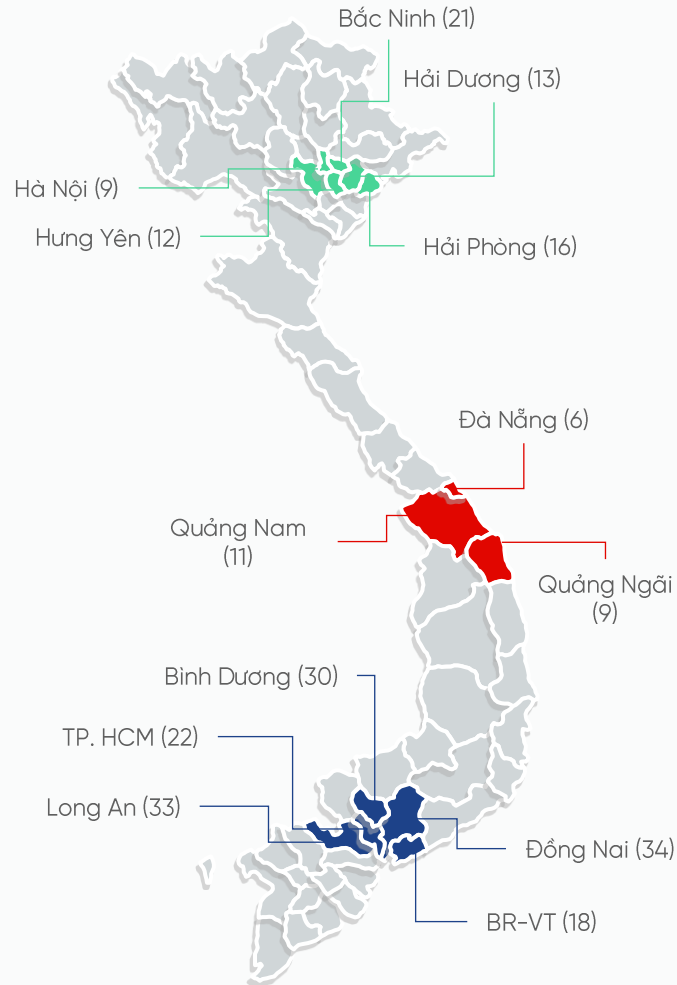 Bắc Ninh (21)
Hải Dương (13)
Hà Nội (9)
Hưng Yên (12)
Hải Phòng (16)
Đà Nẵng (6)
Quảng Nam
(11)
Quảng Ngãi
(9)
Bình Dương (30)
TP. HCM (22)
Long An (33)
Đồng Nai (34)
BR-VT (18)